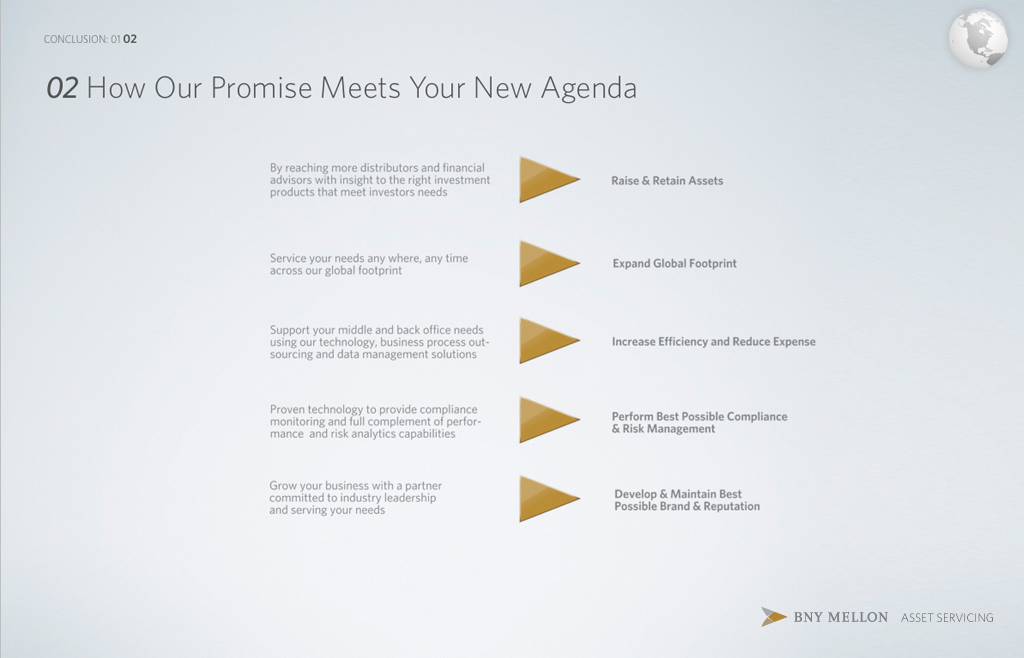 CONCLUSION: 01 02
02 How Our Promise Meets Your New Agenda
By reaching more distributors and financial
advisors with insight to the right investment
products that meet investors needs
Raise & Retain Assets
Service your needs any where, any time
across our global footprint
Expand Global Footprint
Support your middle and back office needs
using our technology, business process out-
sourcing and data management solutions
Increase Efficiency and Reduce Expense
Proven technology to provide compliance
monitoring and full complement of perfor-
mance and risk analytics capabilities
Perform Best Possible Compliance
& Risk Management
Grow your business with a partner
committed to industry leadership
and serving your needs
Develop & Maintain Best
Possible Brand & Reputation
BNY MELLON ASSET SERVICING